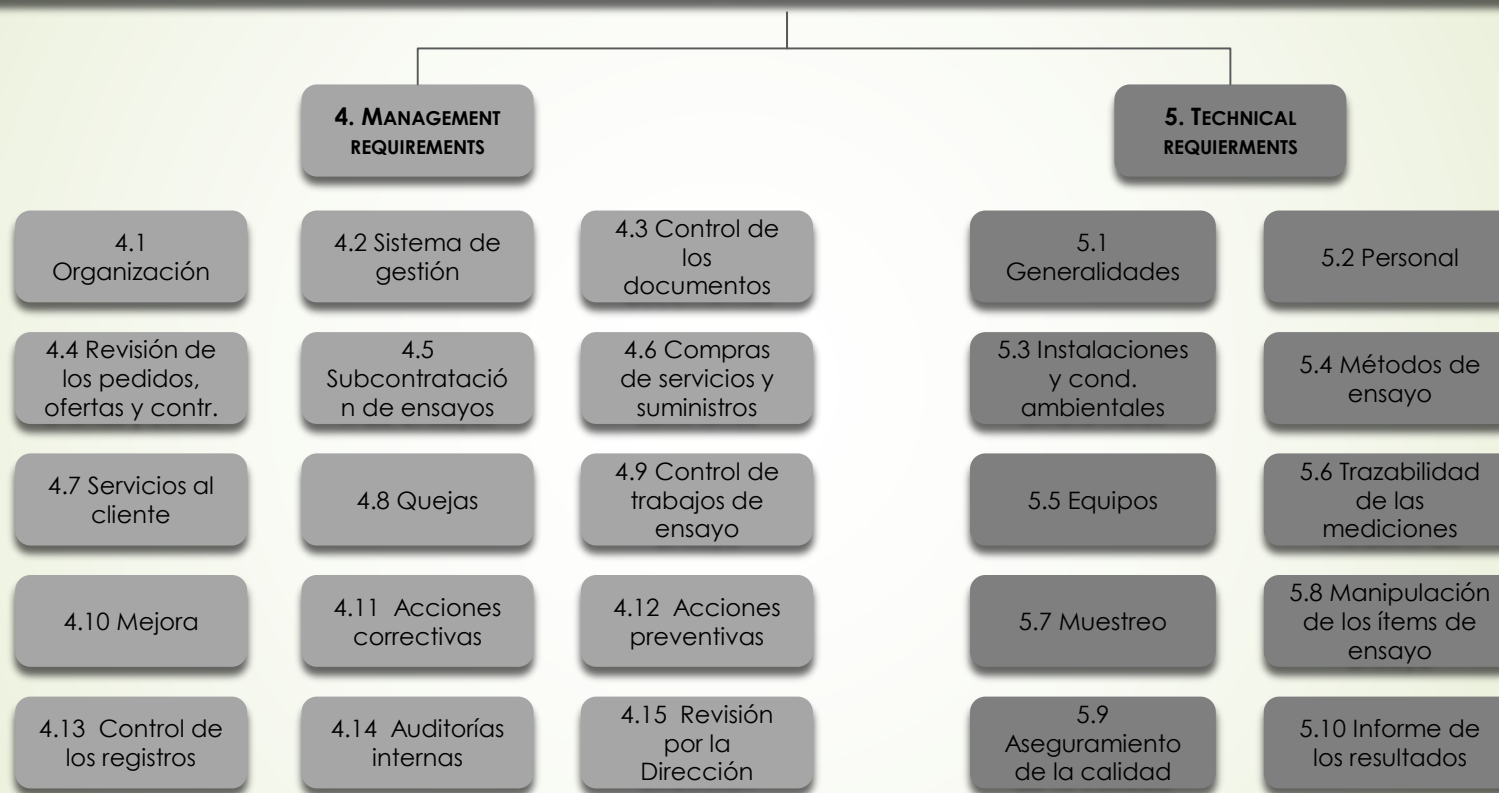 4. MANAGEMENT
REQUIREMENTS
5. TECHNICAL
REQUIERMENTS
4.1
Organización
4.2 Sistema de
gestión
4.3 Control de
los
documentos
5.1
Generalidades
5.2 Personal
4.4 Revisión de
los pedidos,
ofertas y contr.
4.5
Subcontratació
n de ensayos
4.6 Compras
de servicios y
suministros
5.3 Instalaciones
y cond.
ambientales
5.4 Métodos de
ensayo
4.7 Servicios al
cliente
4.8 Quejas
4.9 Control de
trabajos de
ensayo
5.5 Equipos
5.6 Trazabilidad
de las
mediciones
4.10 Mejora
4.11 Acciones
correctivas
4.12 Acciones
preventivas
5.7 Muestreo
5.8 Manipulación
de los ítems de
ensayo
4.13 Control de
los registros
4.14 Auditorías
internas
4.15 Revisión
por la
Dirección
5.9
Aseguramiento
de la calidad
5.10 Informe de
los resultados